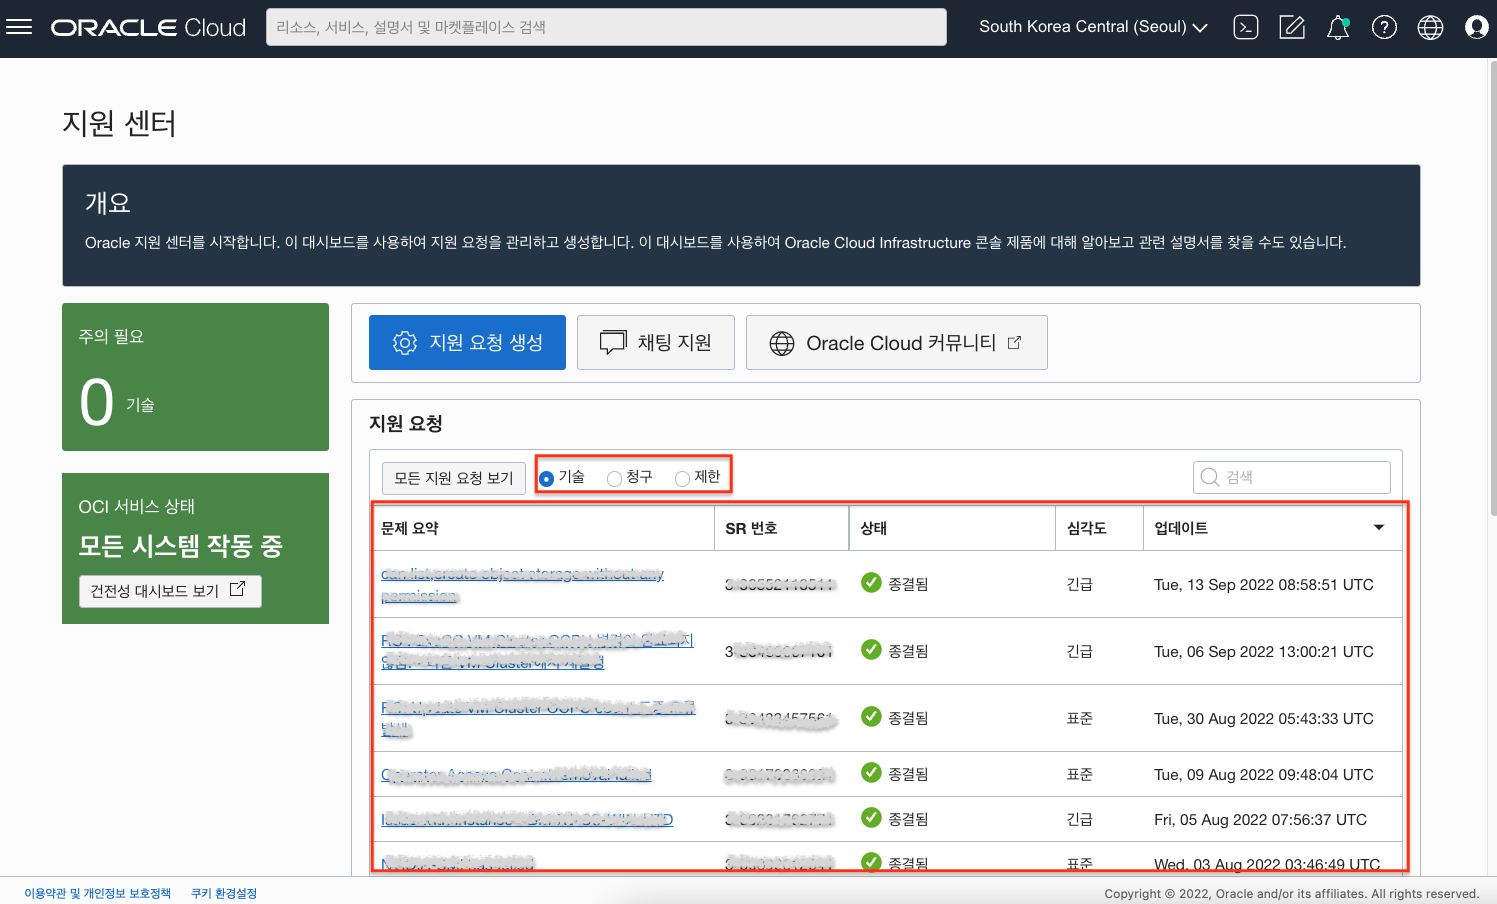 ORACLE Cloud
리소스, 서비스, 설명서 및 마켓플레이스 검색
South Korea Central (Seoul)
지원 센터
개요
Oracle 지원 센터를 시작합니다. 이 대시보드를 사용하여 지원 요청을 관리하고 생성합니다. 이 대시보드를 사용하여 Oracle Cloud Infrastructure 콘솔 제품에 대해 알아보고 관련 설명서를 찾을 수도 있습니다.
주의 필요
0 기술
OCI 서비스 상태
모든 시스템 작동 중
건전성 대시보드 보기
지원 요청 생성
채팅 지원
Oracle Cloud 커뮤니티
지원 요청
모든 지원 요청 보기
기술 청구 제한
검색
문제 요약 SR 번호 상태 심각도 업데이트
can list,create object storage without any
permission
종결됨 긴급 Tue, 13 Sep 2022 08:58:51 UTC
VM Cluster
종결됨 긴급 Tue, 06 Sep 2022 13:00:21 UTC
VM Cluster
종결됨 표준 Tue, 30 Aug 2022 05:43:33 UTC
종결됨 표준 Tue, 09 Aug 2022 09:48:04 UTC
종결됨 긴급 Fri, 05 Aug 2022 07:56:37 UTC
종결됨 표준 Wed, 03 Aug 2022 03:46:49 UTC
이용약관 및 개인정보 보호정책 쿠키 환경설정
Copyright © 2022, Oracle and/or its affiliates. All rights reserved.